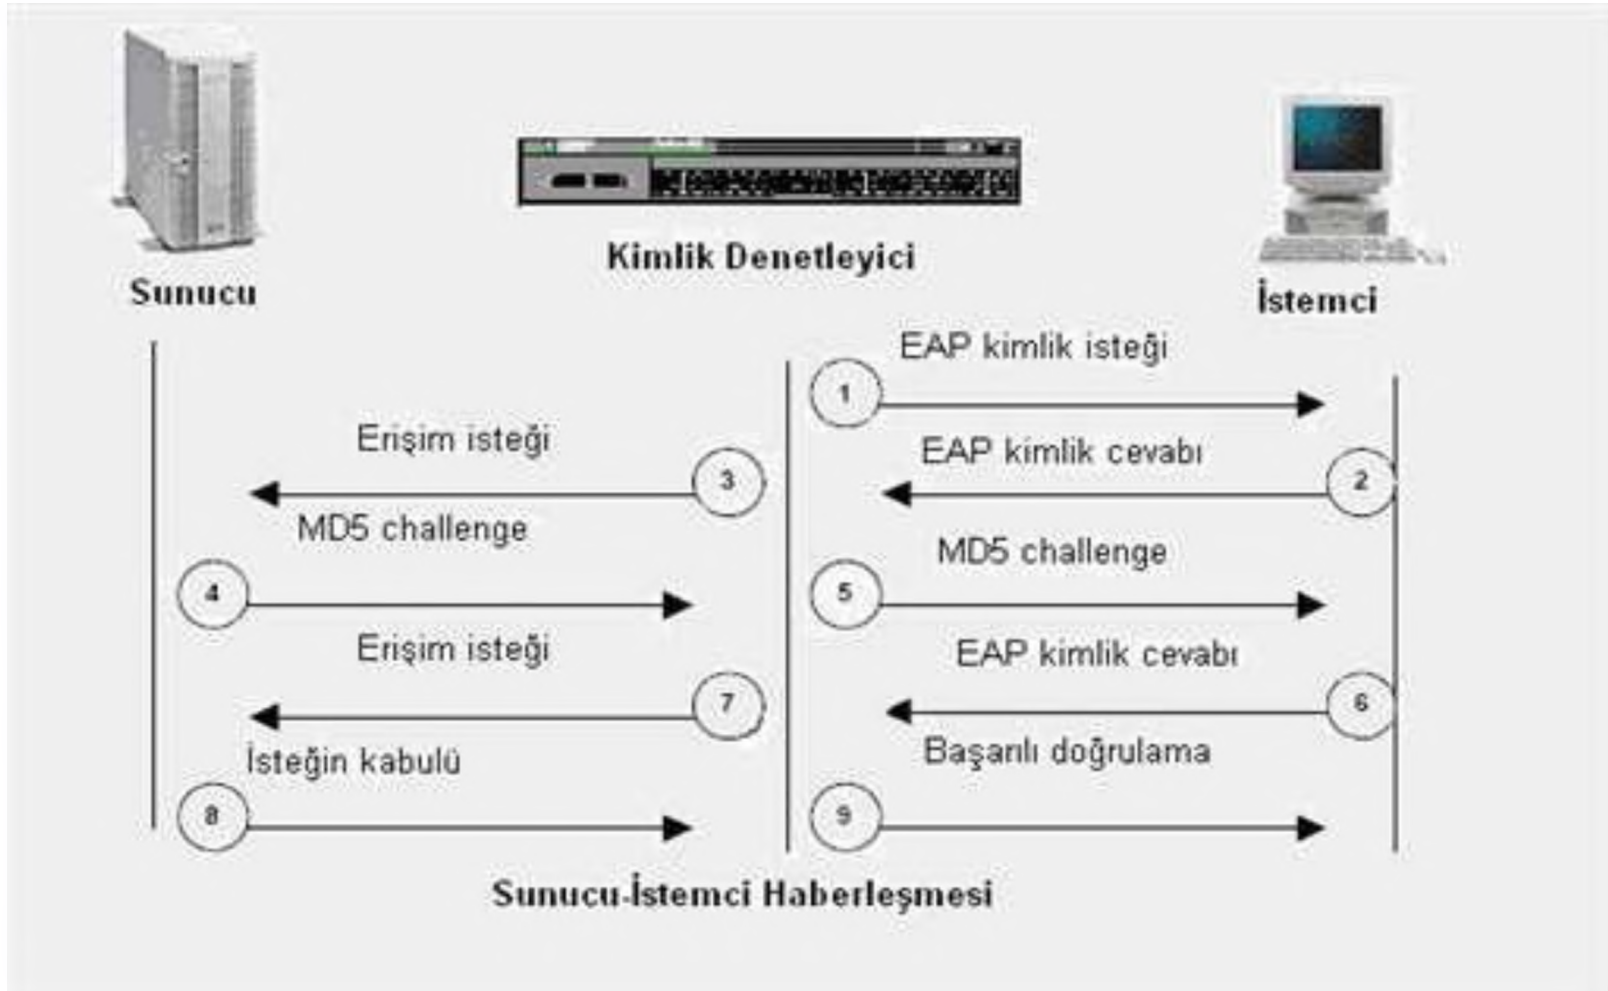 Sunucu
Kimlik Denetleyici
İstemci
EAP kimlik isteği
1
EAP kimlik cevabı
2
Erişim isteği
3
MD5 challenge
4
MD5 challenge
5
EAP kimlik cevabı
6
Erişim isteği
7
İsteğin kabulü
8
Başarılı doğrulama
9
Sunucu-İstemci Haberleşmesi